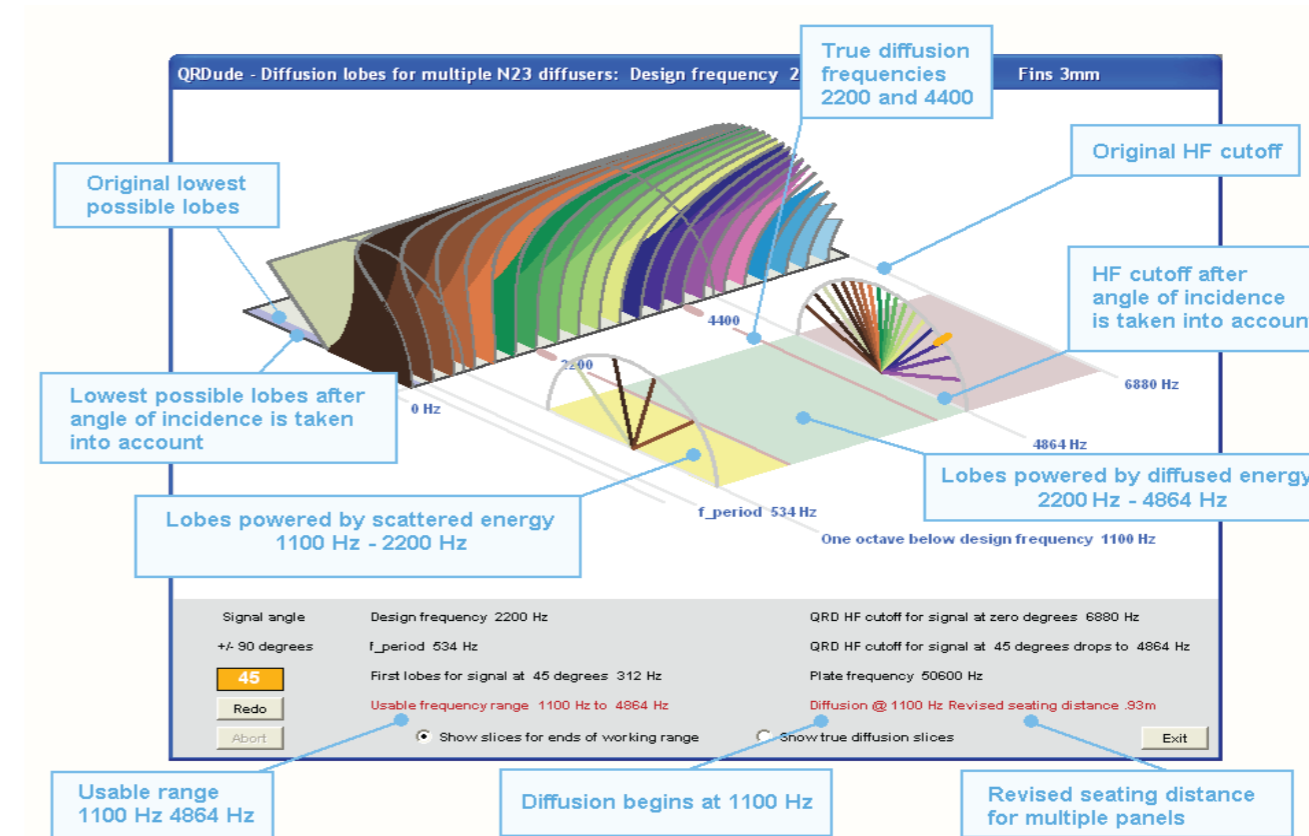 True diffusion
frequencies
2200 and 4400
QRDude - Diffusion lobes for multiple N23 diffusers: Design frequency 2
Fins 3mm
Original HF cutoff
Original lowest
possible lobes
HF cutoff after
angle of incidence
is taken into accoun
4400
2200
6880 Hz
Lowest possible lobes after
angle of incidence is taken
into account
0 Hz
4864 Hz
Lobes powered by diffused energy
2200 Hz - 4864 Hz
Lobes powered by scattered energy
1100 Hz - 2200 Hz
f_period 534 Hz
One octave below design frequency 1100 Hz
Signal angle
Design frequency 2200 Hz
QRD HF cutoff for signal at zero degrees 6880 Hz
+/- 90 degrees
f_period 534 Hz
QRD HF cutoff for signal at 45 degrees drops to 4864 Hz
45
First lobes for signal at 45 degrees 312 Hz
Plate frequency 50600 Hz
Redo
Usable frequency range 1100 Hz to 4864 Hz
Diffusion @ 1100 Hz Revised seating distance .93m
Abort
Show slices for ends of working range
Show true diffusion slices
Exit
Usable range
1100 Hz 4864 Hz
Diffusion begins at 1100 Hz
Revised seating distance
for multiple panels